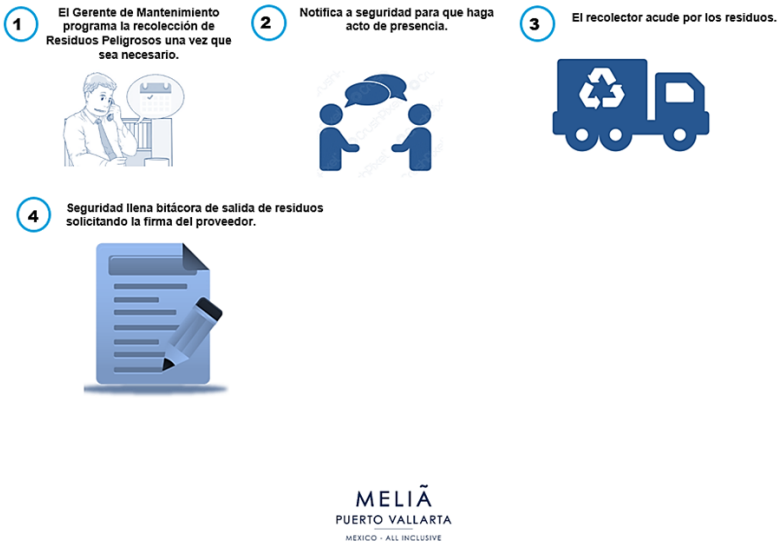 1
El Gerente de Mantenimiento
programa la recolección de
Residuos Peligrosos una vez que
sea necesario.
2
Notifica a seguridad para que haga
acto de presencia.
3
El recolector acude por los residuos.
4
Seguridad llena bitácora de salida de residuos
solicitando la firma del proveedor.
MELIÃ
PUERTO VALLARTA
MEXICO - ALL INCLUSIVE